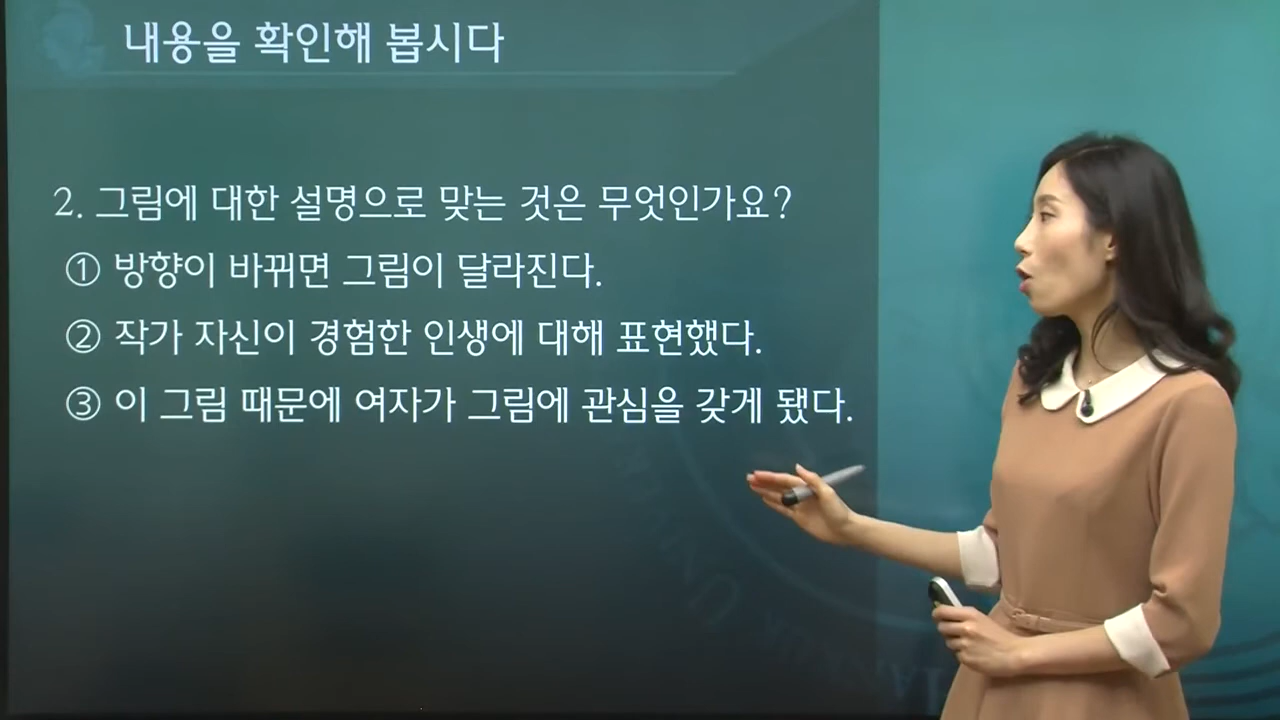 내용을 확인해 봅시다
2. 그림에 대한 설명으로 맞는 것은 무엇인가요?
① 방향이 바뀌면 그림이 달라진다.
② 작가 자신이 경험한 인생에 대해 표현했다.
③ 이 그림 때문에 여자가 그림에 관심을 갖게 됐다.